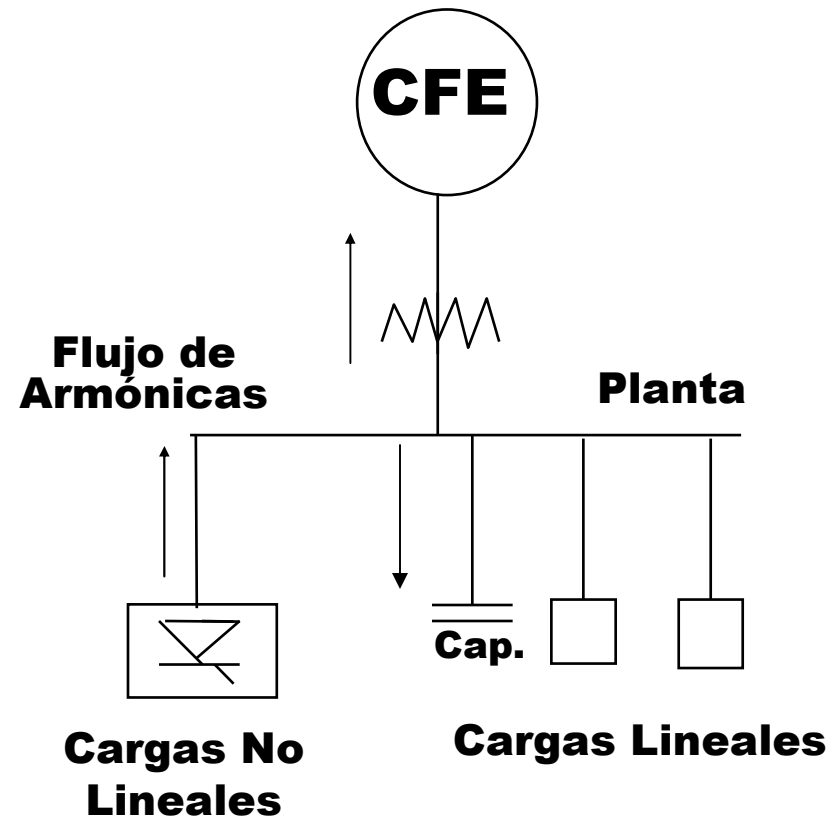 CFE
Flujo de
Armónicas
Planta
Cap.
Cargas No
Lineales
Cargas Lineales